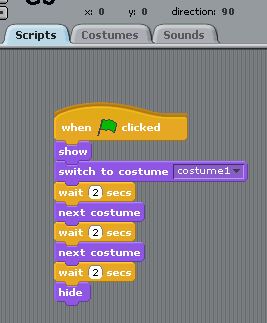 x: 0 y: 0 direction: 90
Scripts Costumes Sounds
when clicked
show
switch to costume costume1
wait 2 secs
next costume
wait 2 secs
next costume
wait 2 secs
hide